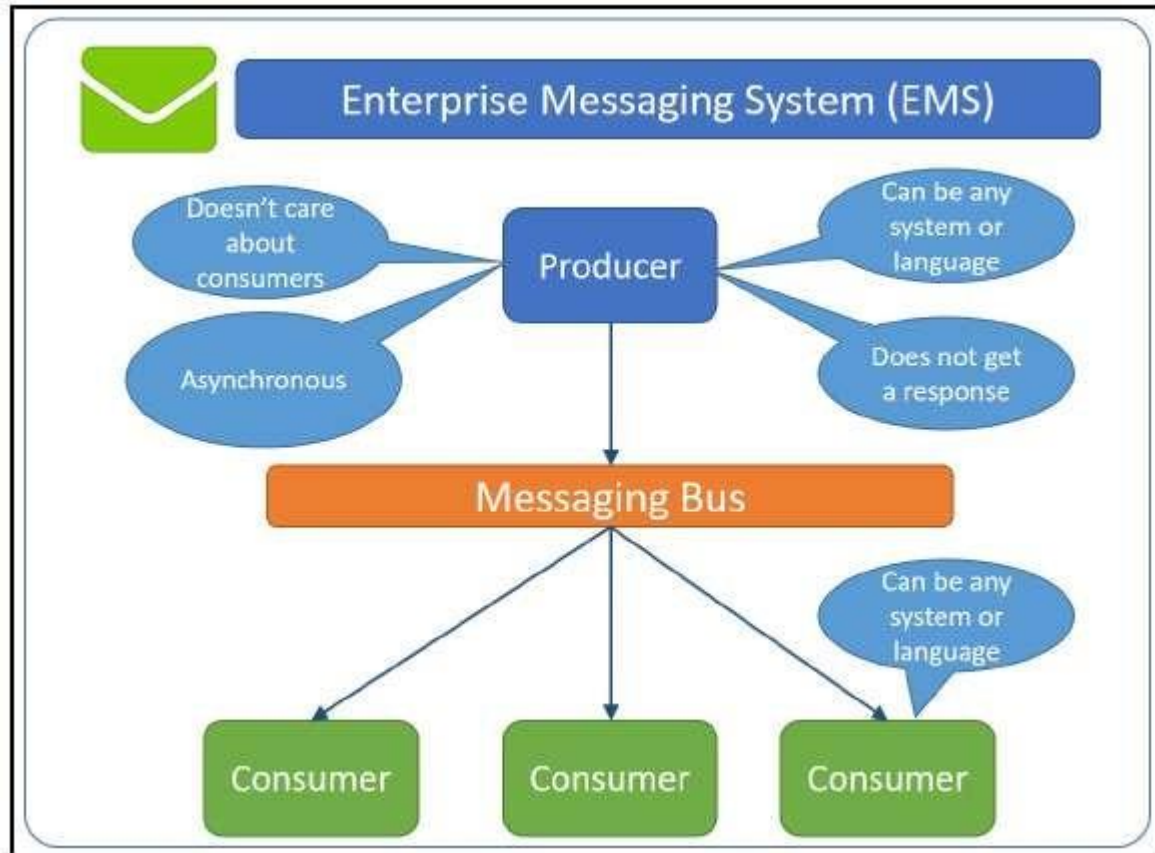 Enterprise Messaging System (EMS)
Doesn’t care
about
consumers
Can be any
system or
language
Producer
Asynchronous
Does not get
a response
Messaging Bus
Can be any
system or
language
Consumer
Consumer
Consumer